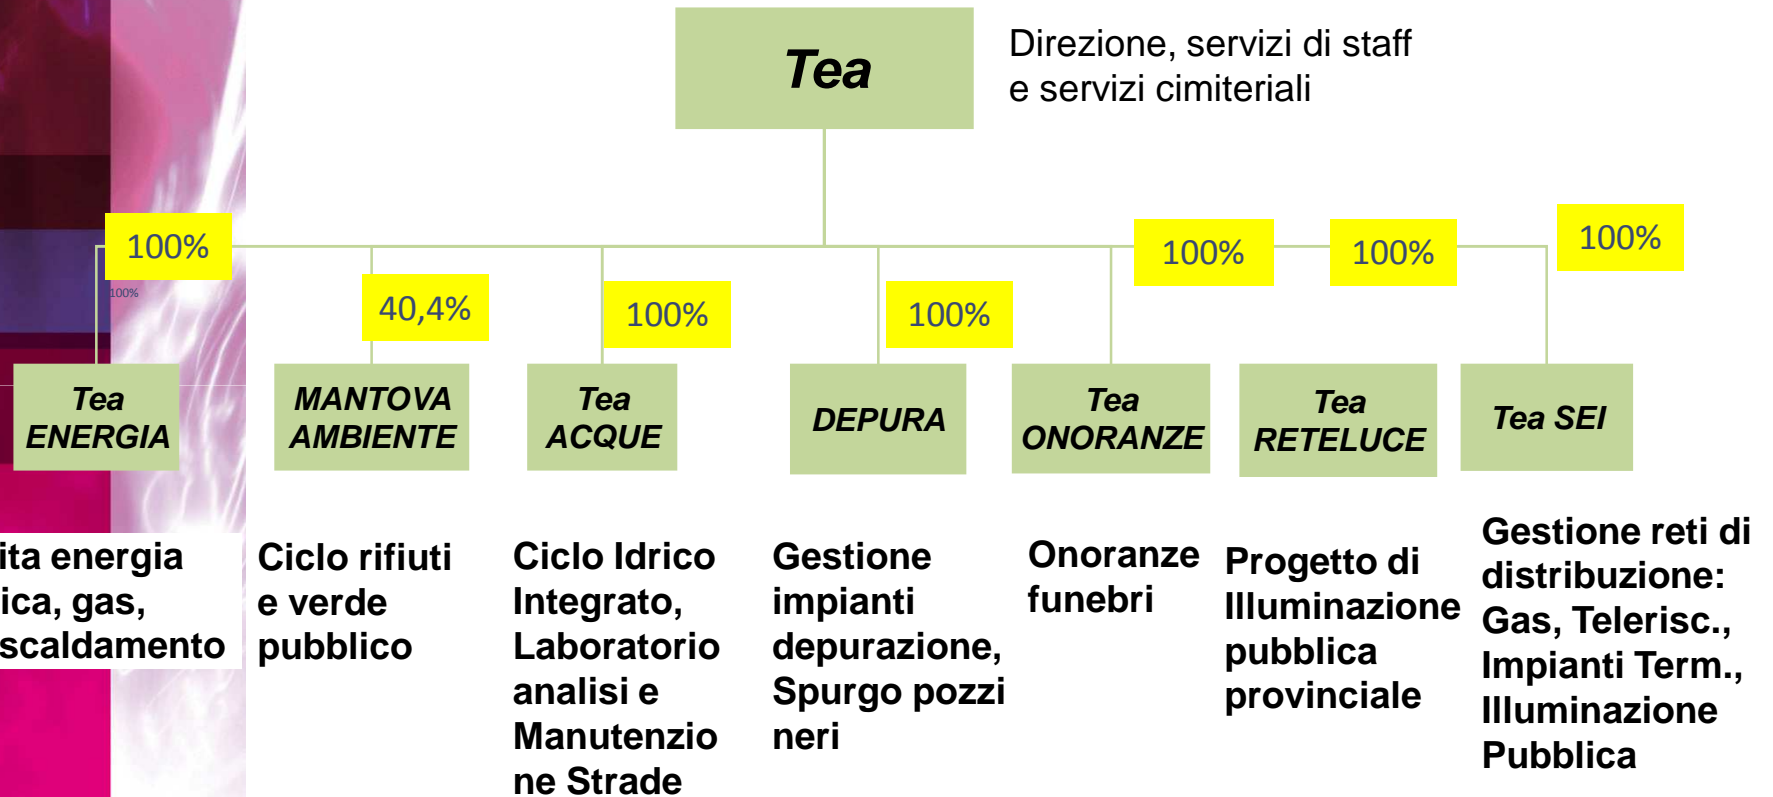 Tea
Direzione, servizi di staff
e servizi cimiteriali
100%
100%
40,4%
100%
100%
100%
100%
100%
Tea
ENERGIA
MANTOVA
AMBIENTE
Tea
ACQUE
DEPURA
Tea
ONORANZE
Tea
RETELUCE
Tea SEI
ita energia
ica, gas,
scaldamento
Ciclo rifiuti
e verde
pubblico
Ciclo Idrico
Integrato,
Laboratorio
analisi e
Manutenzio
ne Strade
Gestione
impianti
depurazione,
Spurgo pozzi
neri
Onoranze
funebri
Progetto di
Illuminazione
pubblica
provinciale
Gestione reti di
distribuzione:
Gas, Telerisc.,
Impianti Term.,
Illuminazione
Pubblica